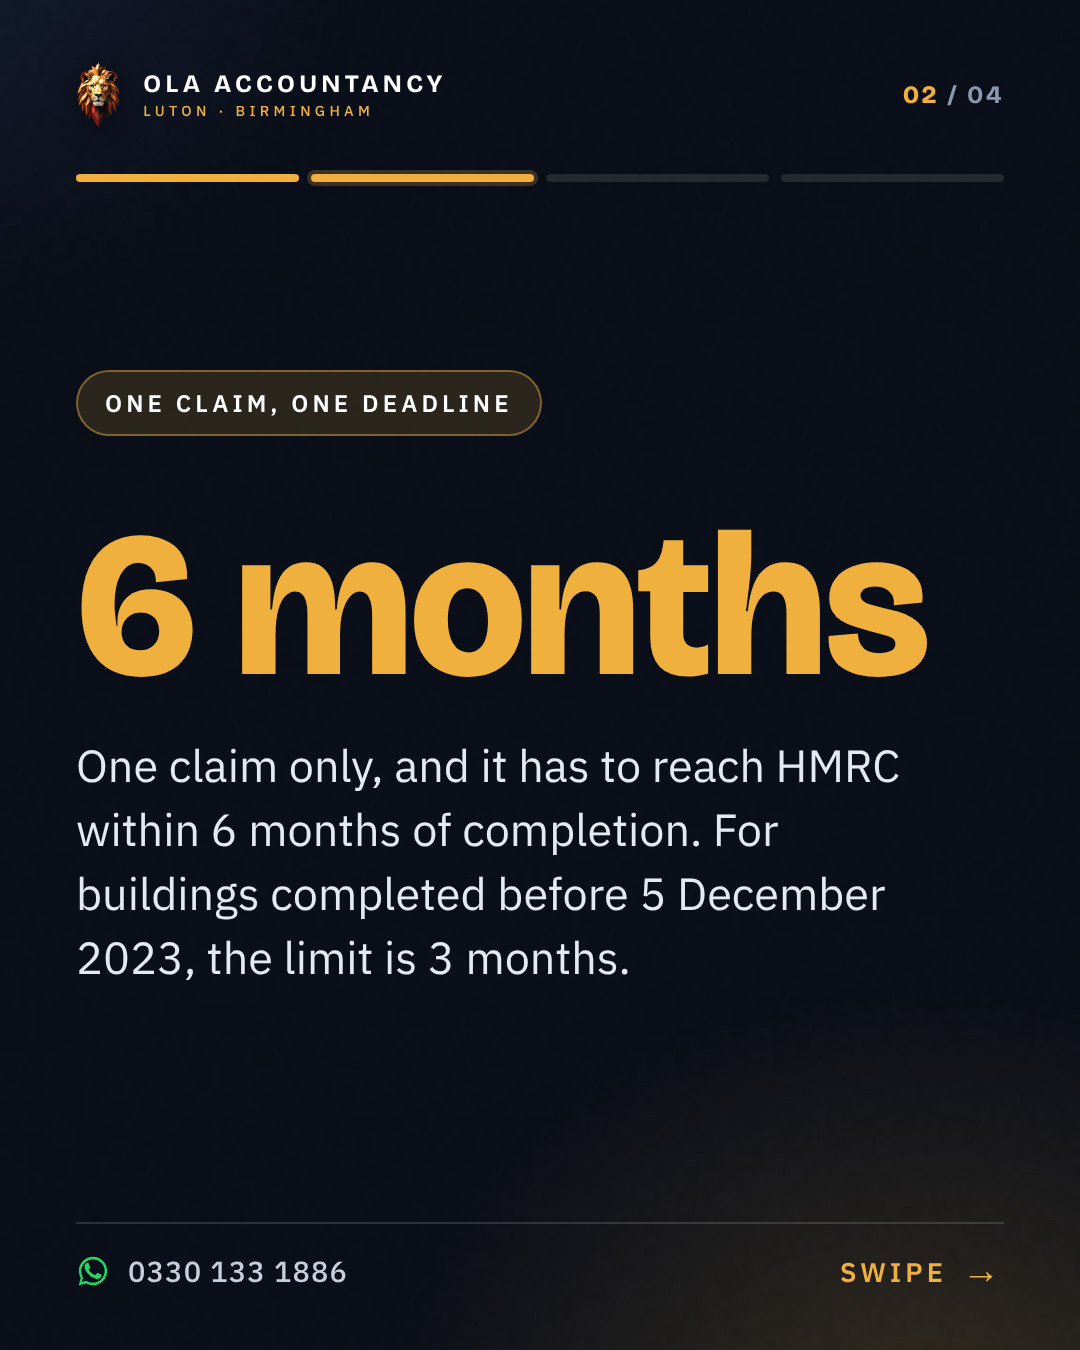 OLA ACCOUNTANCY
LUTON · BIRMINGHAM
02 / 04
ONE CLAIM, ONE DEADLINE
6 months
One claim only, and it has to reach HMRC
within 6 months of completion. For
buildings completed before 5 December
2023, the limit is 3 months.
0330 133 1886
SWIPE →